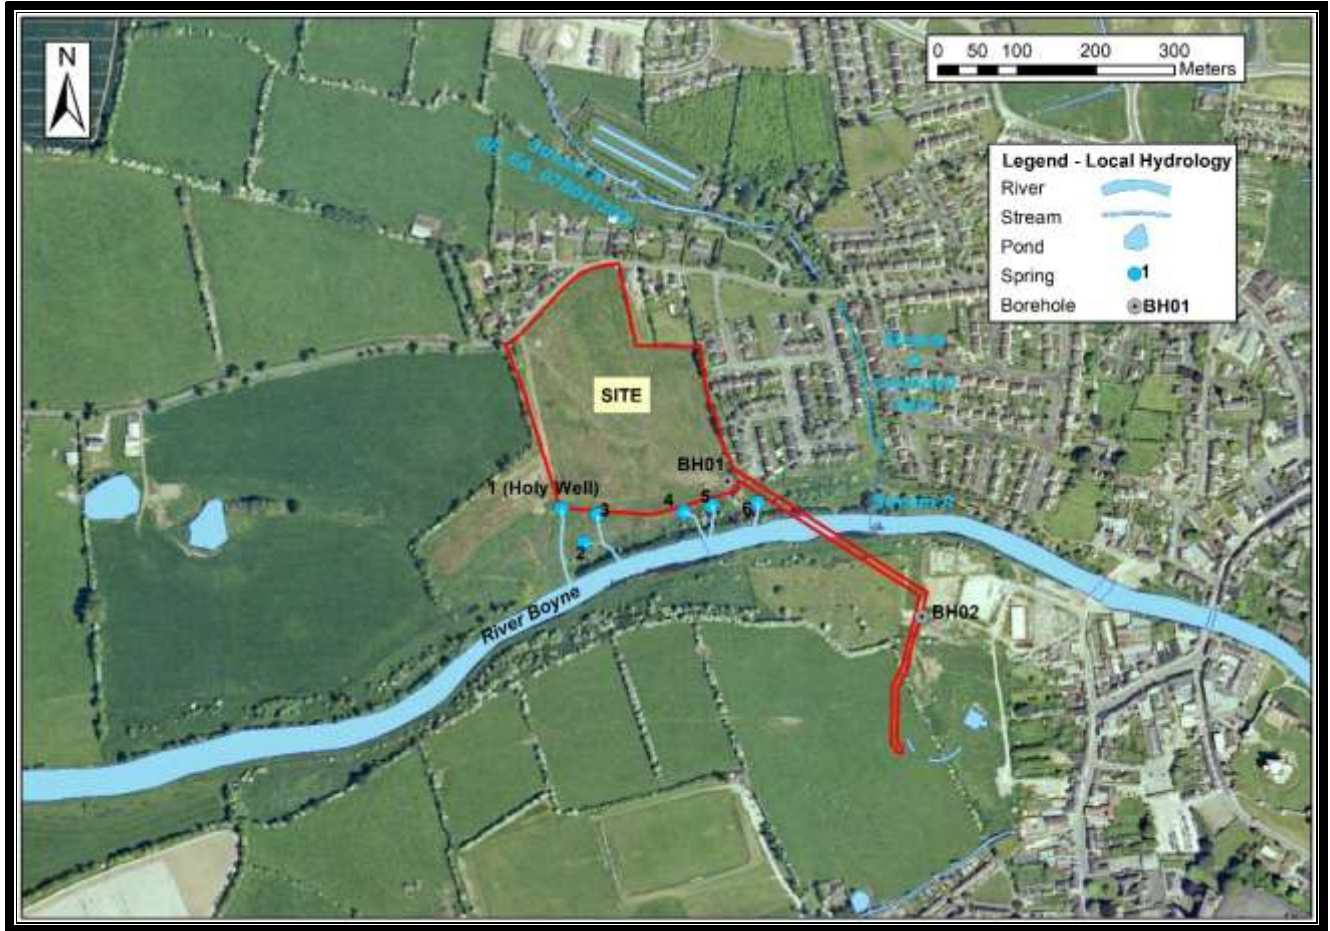 N
0 50 100 200 300
Meters
Legend - Local Hydrology
River
Stream
Pond
Spring 1
Borehole BH01
SITE
BH01
1 (Holy Well)
3
4
5
6
2
River Boyne
BH02